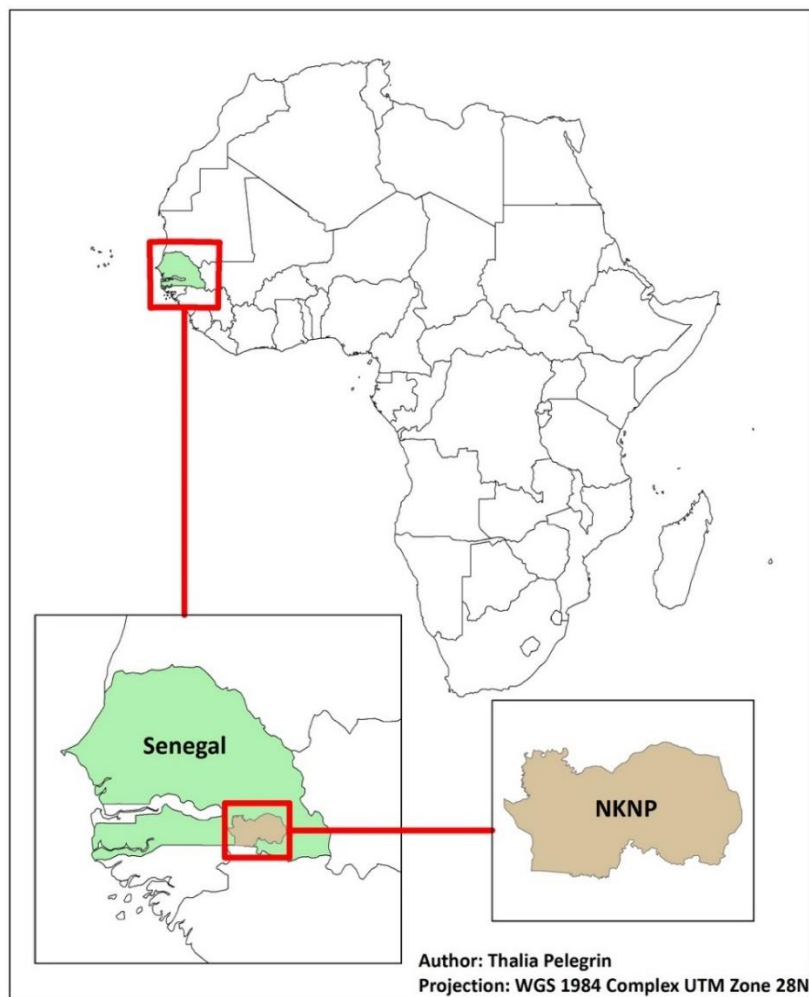 Senegal
NKNP
Author: Thalia Pelegrin
Projection: WGS 1984 Complex UTM Zone 28N